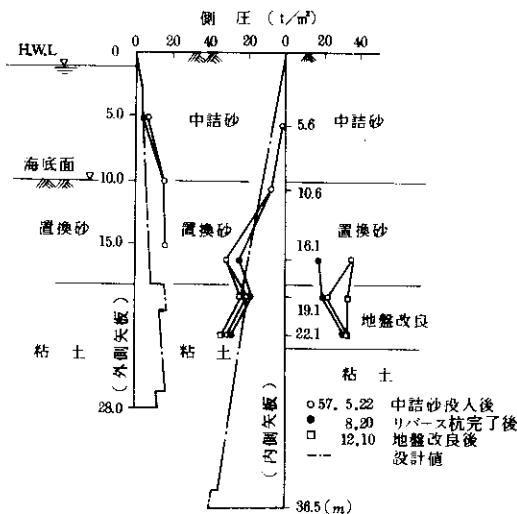 側 圧 (t/m²)
0 20 40 0 20 40
H.W.L
0
5.0
中詰砂
5.6
中詰砂
海底面
10.0
10.6
置換砂
置換砂
置換砂
15.0
16.1
19.1
地盤改良
22.1
粘 土
(外側矢板)
粘 土
(内側矢板)
粘 土
28.0
○ 57. 5.22 中詰砂投入後
● 8.20 リバース杭完了後
□ 12.10 地盤改良後
設計値
36.5 (m)